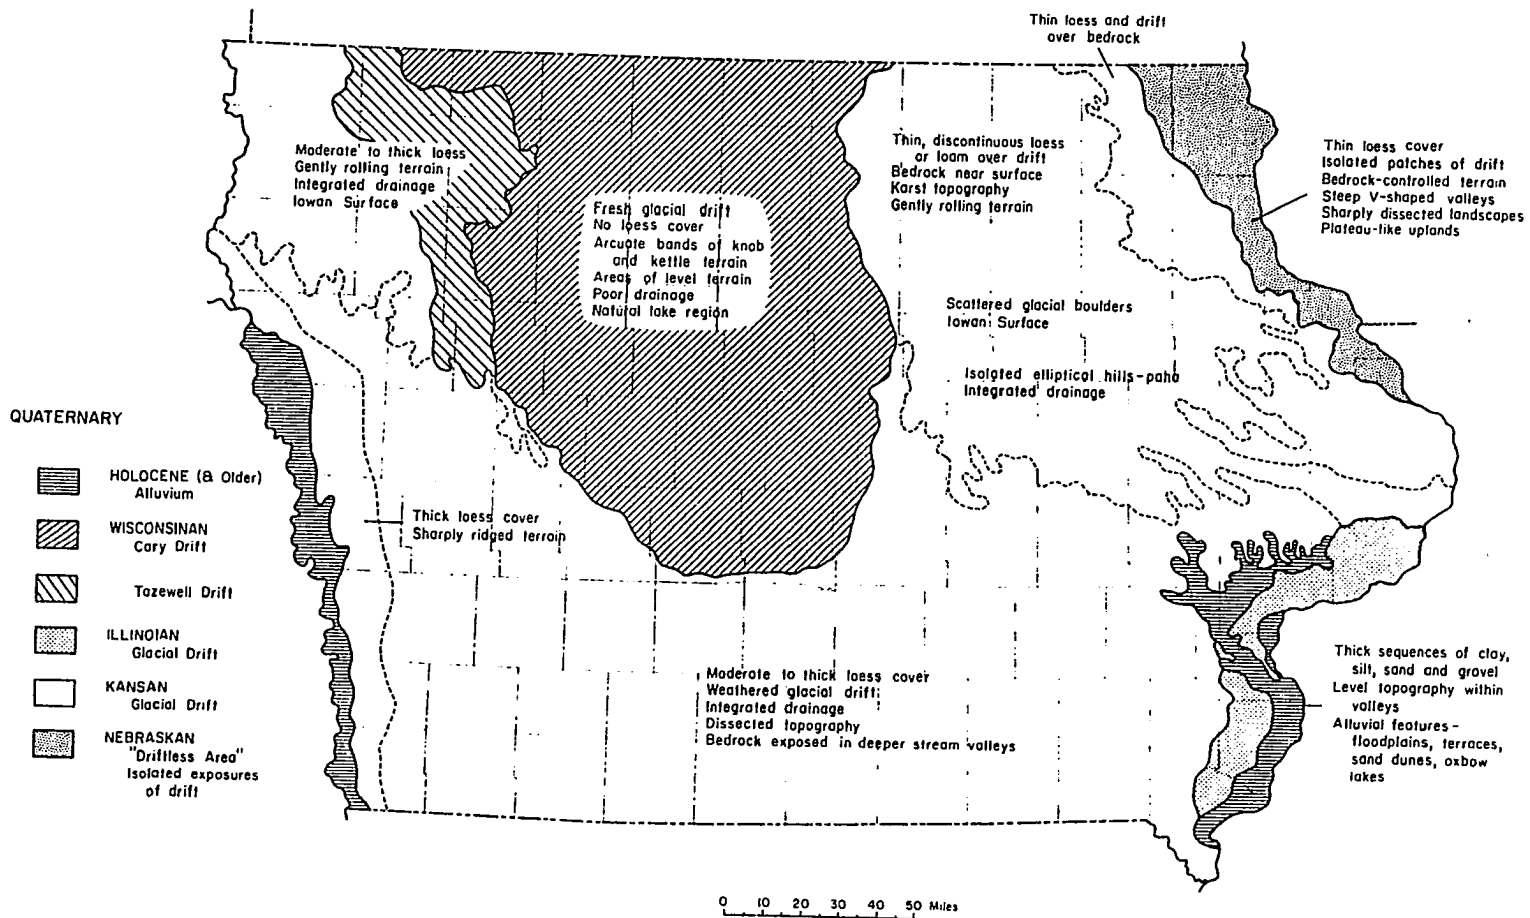 Thin loess and drift
over bedrock
Moderate to thick loess
Gently rolling terrain
Integrated drainage
Iowan Surface
Fresh glacial drift
No loess cover
Arcuate bands of knob
and kettle terrain
Areas of level terrain
Poor drainage
Natural lake region
Thin, discontinuous loess
or loam over drift
Bedrock near surface
Karst topography
Gently rolling terrain
Scattered glacial boulders
Iowan Surface
Isolated elliptical hills-paha
Integrated drainage
Thin loess cover
Isolated patches of drift
Bedrock-controlled terrain
Steep V-shaped valleys
Sharply dissected landscapes
Plateau-like uplands
QUATERNARY
HOLOCENE (& Older)
Alluvium
WISCONSINAN
Cary Drift
Tazewell Drift
ILLINOIAN
Glacial Drift
KANSAN
Glacial Drift
NEBRASKAN
"Driftless Area"
Isolated exposures
of drift
Thick loess cover
Sharply ridged terrain
Moderate to thick loess cover
Weathered glacial drift
Integrated drainage
Dissected topography
Bedrock exposed in deeper stream valleys
Thick sequences of clay,
silt, sand and gravel
Level topography within
valleys
Alluvial features-
floodplains, terraces,
sand dunes, oxbow
lakes
0 10 20 30 40 50 Miles